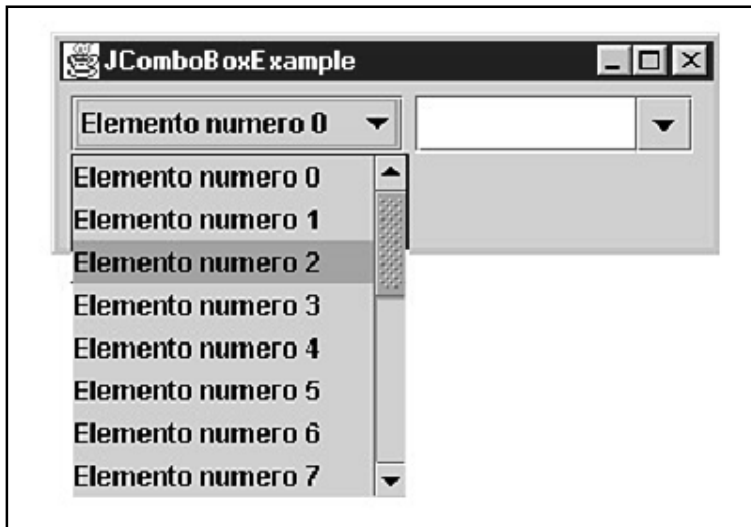 JComboBoxExample
Elemento numero 0
Elemento numero 0
Elemento numero 1
Elemento numero 2
Elemento numero 3
Elemento numero 4
Elemento numero 5
Elemento numero 6
Elemento numero 7